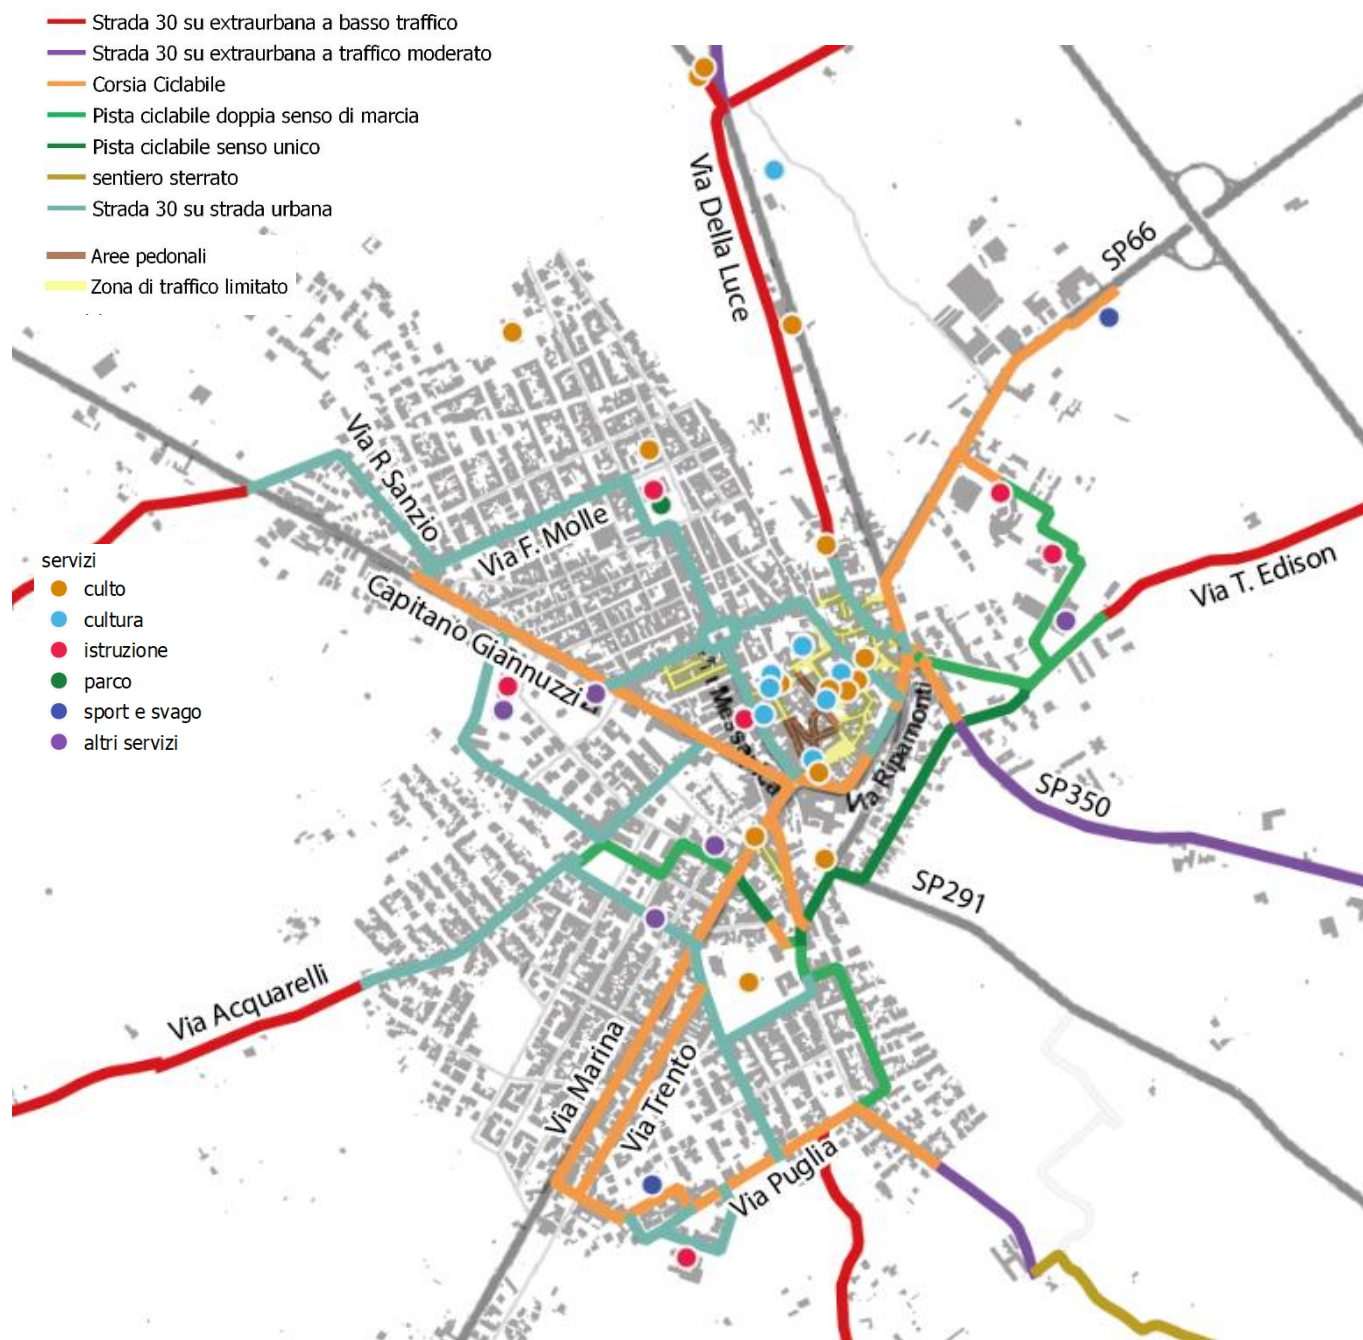 Strada 30 su extraurbana a basso traffico
Strada 30 su extraurbana a traffico moderato
Corsia Ciclabile
Pista ciclabile doppia senso di marcia
Pista ciclabile senso unico
sentiero sterrato
Strada 30 su strada urbana
Aree pedonali
Zona di traffico limitato
Via Della Luce
SP66
Via R Sanzio
Via F. Molle
Capitano Giannuzzi
Via T. Edison
servizi
culto
cultura
istruzione
parco
sport e svago
altri servizi
Via Ripamonti
SP350
SP291
Via Acquarelli
Via Marina
Via Trento
Via Puglia